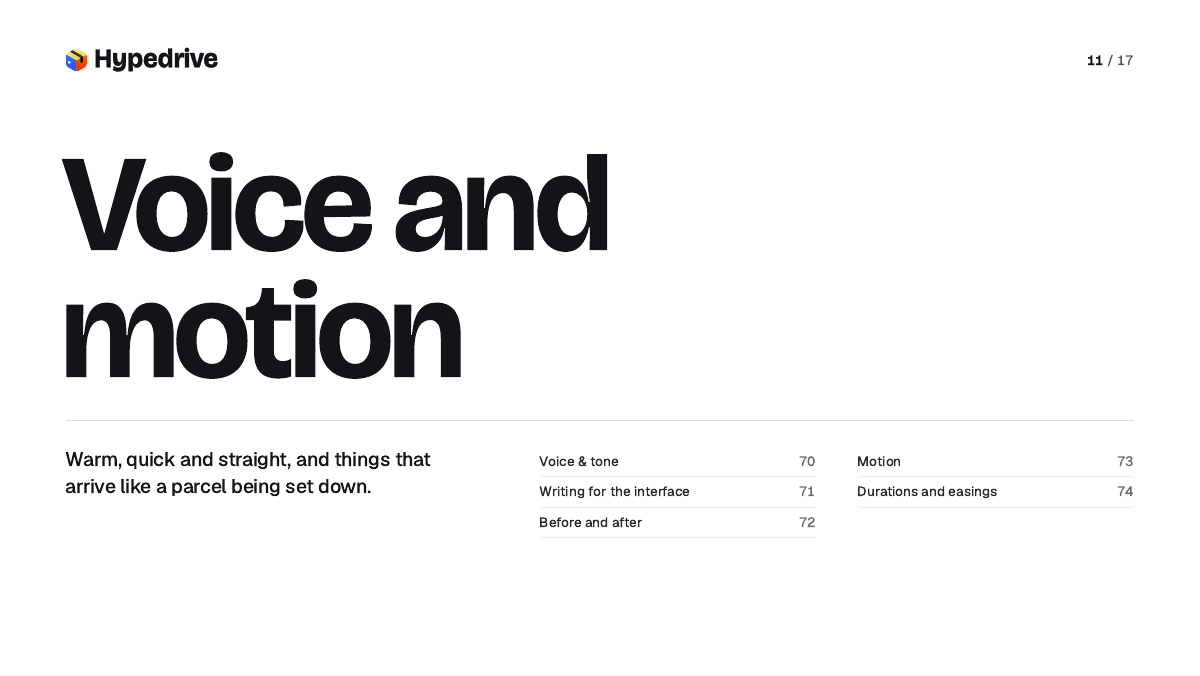 Hypedrive
11 / 17
Voice and
motion
Warm, quick and straight, and things that
arrive like a parcel being set down.
Voice & tone 70
Writing for the interface 71
Before and after 72
Motion 73
Durations and easings 74